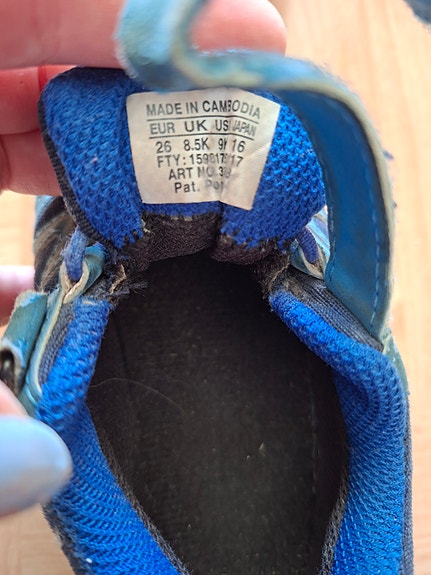 MADE IN CAMBODIA
EUR UK US JAPAN
26 8.5K 16
FTY:
ART NO.
Pat.